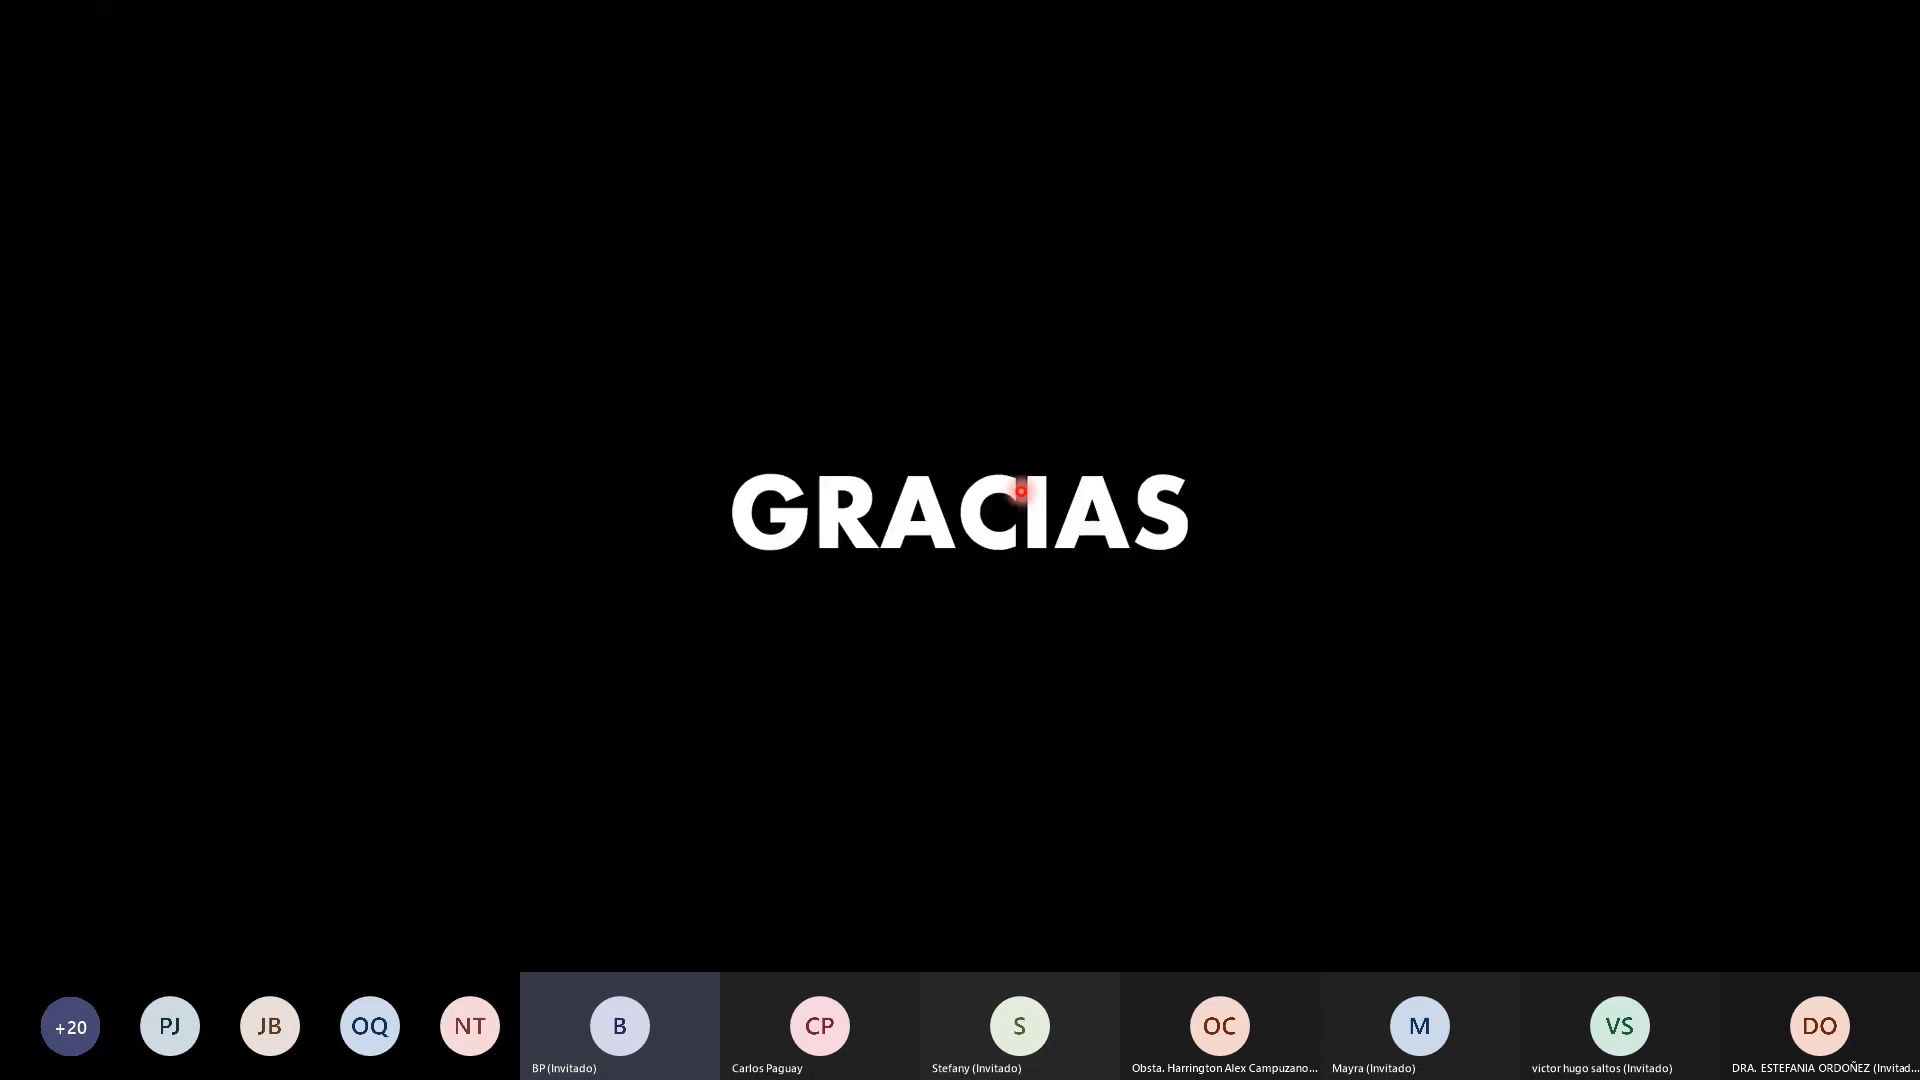 GRACIAS
+20
PJ
JB
OQ
NT
B
CP
S
OC
M
VS
DO
BP (Invitado)
Carlos Paguay
Stefany (Invitado)
Obsta. Harrington Alex Campuzano...
Mayra (Invitado)
victor hugo saltos (Invitado)
DRA. ESTEFANIA ORDOÑEZ (Invitad...